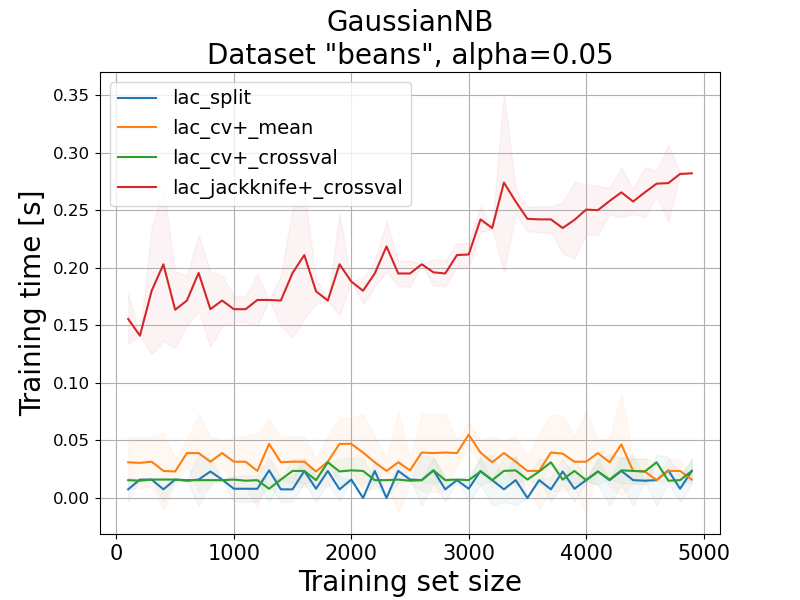 GaussianNB
Dataset "beans", alpha=0.05
lac_split
lac_cv+_mean
lac_cv+_crossval
lac_jackknife+_crossval
Training time [s]
0.35
0.30
0.25
0.20
0.15
0.10
0.05
0.00
0 1000 2000 3000 4000 5000
Training set size